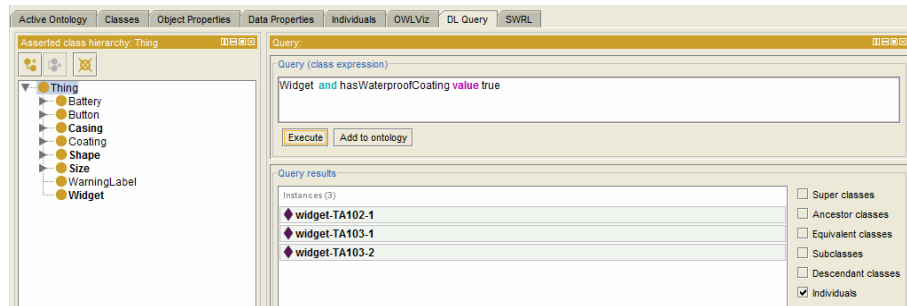 Active Ontology Classes Object Properties Data Properties Individuals OWLViz DL Query SWRL
Asserted class hierarchy: Thing
Thing
Battery
Button
Casing
Coating
Shape
Size
WarningLabel
Widget
Query:
Query (class expression)
Widget and hasWaterproofCoating value true
Execute Add to ontology
Query results
Instances (3)
widget-TA102-1
widget-TA103-1
widget-TA103-2
Super classes
Ancestor classes
Equivalent classes
Subclasses
Descendant classes
Individuals